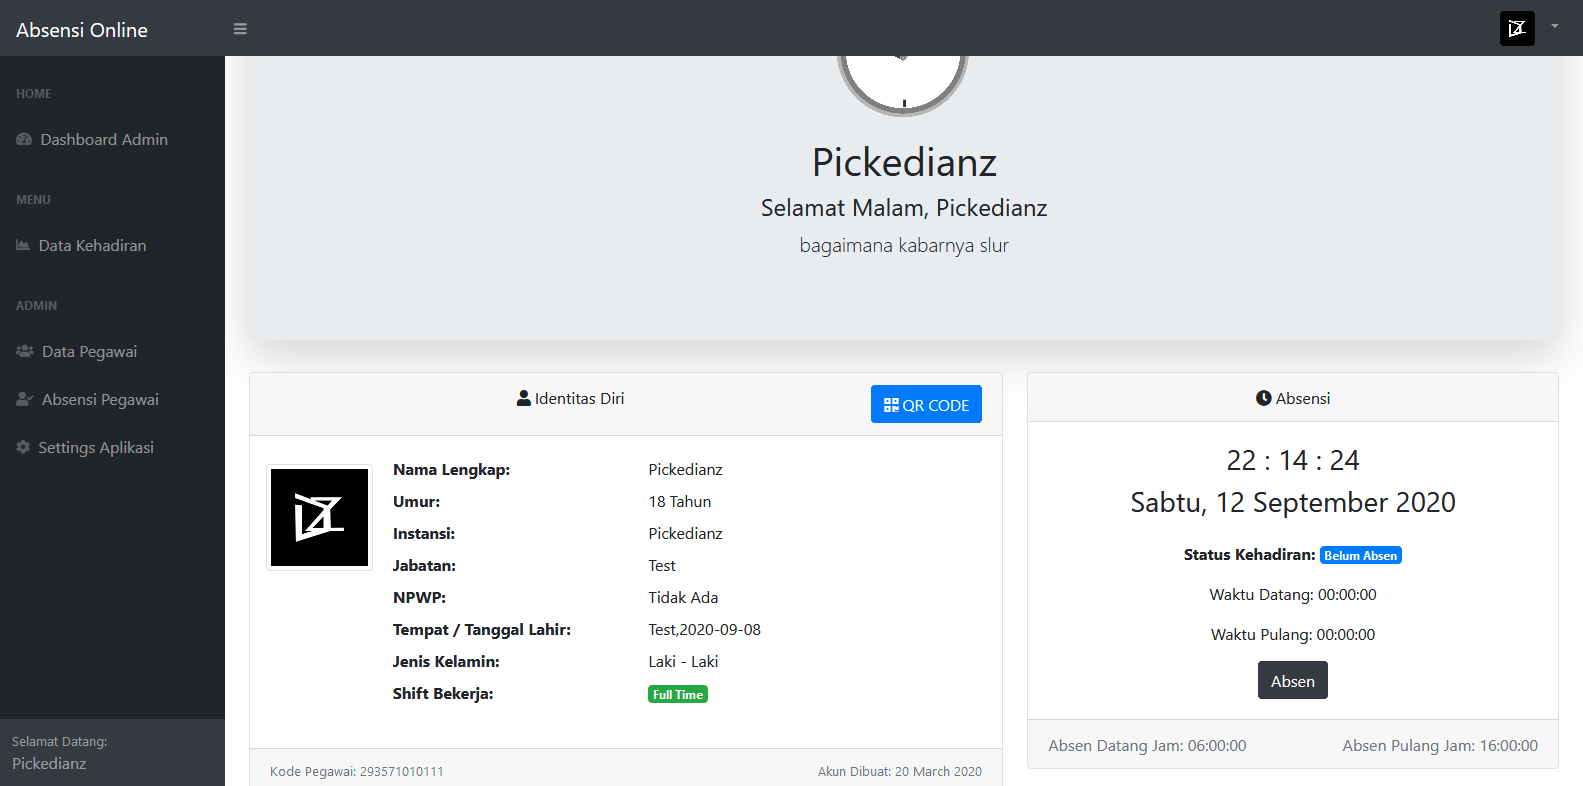 Absensi Online
HOME
Dashboard Admin
MENU
Data Kehadiran
ADMIN
Data Pegawai
Absensi Pegawai
Settings Aplikasi
Selamat Datang:
Pickedianz
Pickedianz
Selamat Malam, Pickedianz
bagaimana kabarnya slur
Identitas Diri
QR CODE
Nama Lengkap: Pickedianz
Umur: 18 Tahun
Instansi: Pickedianz
Jabatan: Test
NPWP: Tidak Ada
Tempat / Tanggal Lahir: Test,2020-09-08
Jenis Kelamin: Laki - Laki
Shift Bekerja: Full Time
Kode Pegawai: 293571010111 Akun Dibuat: 20 March 2020
Absensi
22 : 14 : 24
Sabtu, 12 September 2020
Status Kehadiran: Belum Absen
Waktu Datang: 00:00:00
Waktu Pulang: 00:00:00
Absen
Absen Datang Jam: 06:00:00 Absen Pulang Jam: 16:00:00